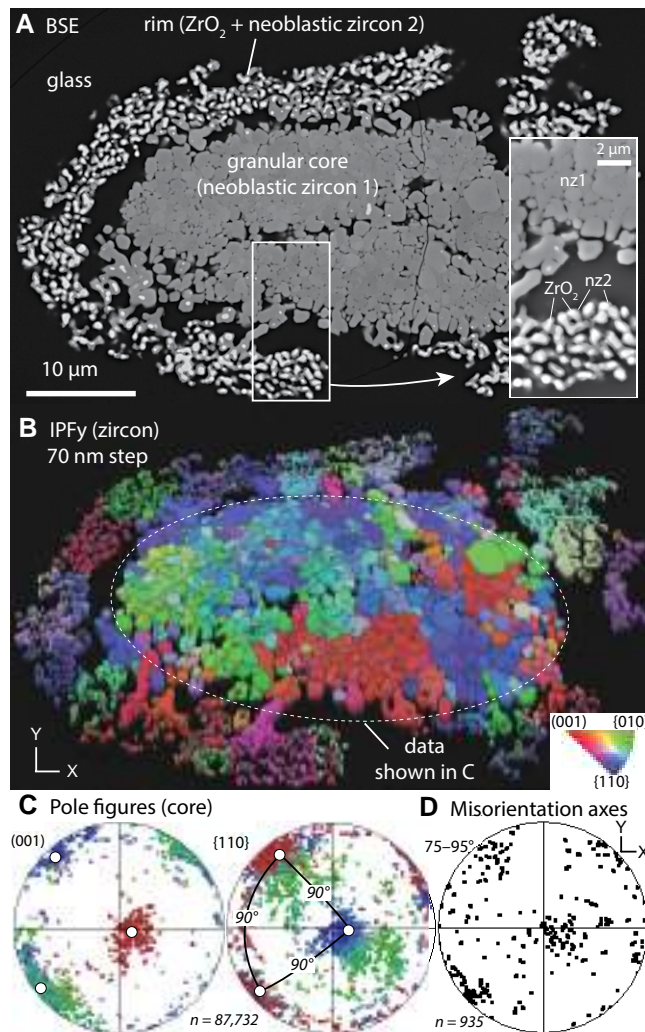 A BSE
rim (ZrO2 + neoblastic zircon 2)
glass
granular core
(neoblastic zircon 1)
2 µm
nz1
ZrO2
nz2
10 µm
B IPFy (zircon)
70 nm step
Y
X
data
shown in C
(001)
{010}
{110}
C Pole figures (core)
(001)
{110}
90°
90°
90°
n = 87,732
D Misorientation axes
75–95°
Y
X
n = 935